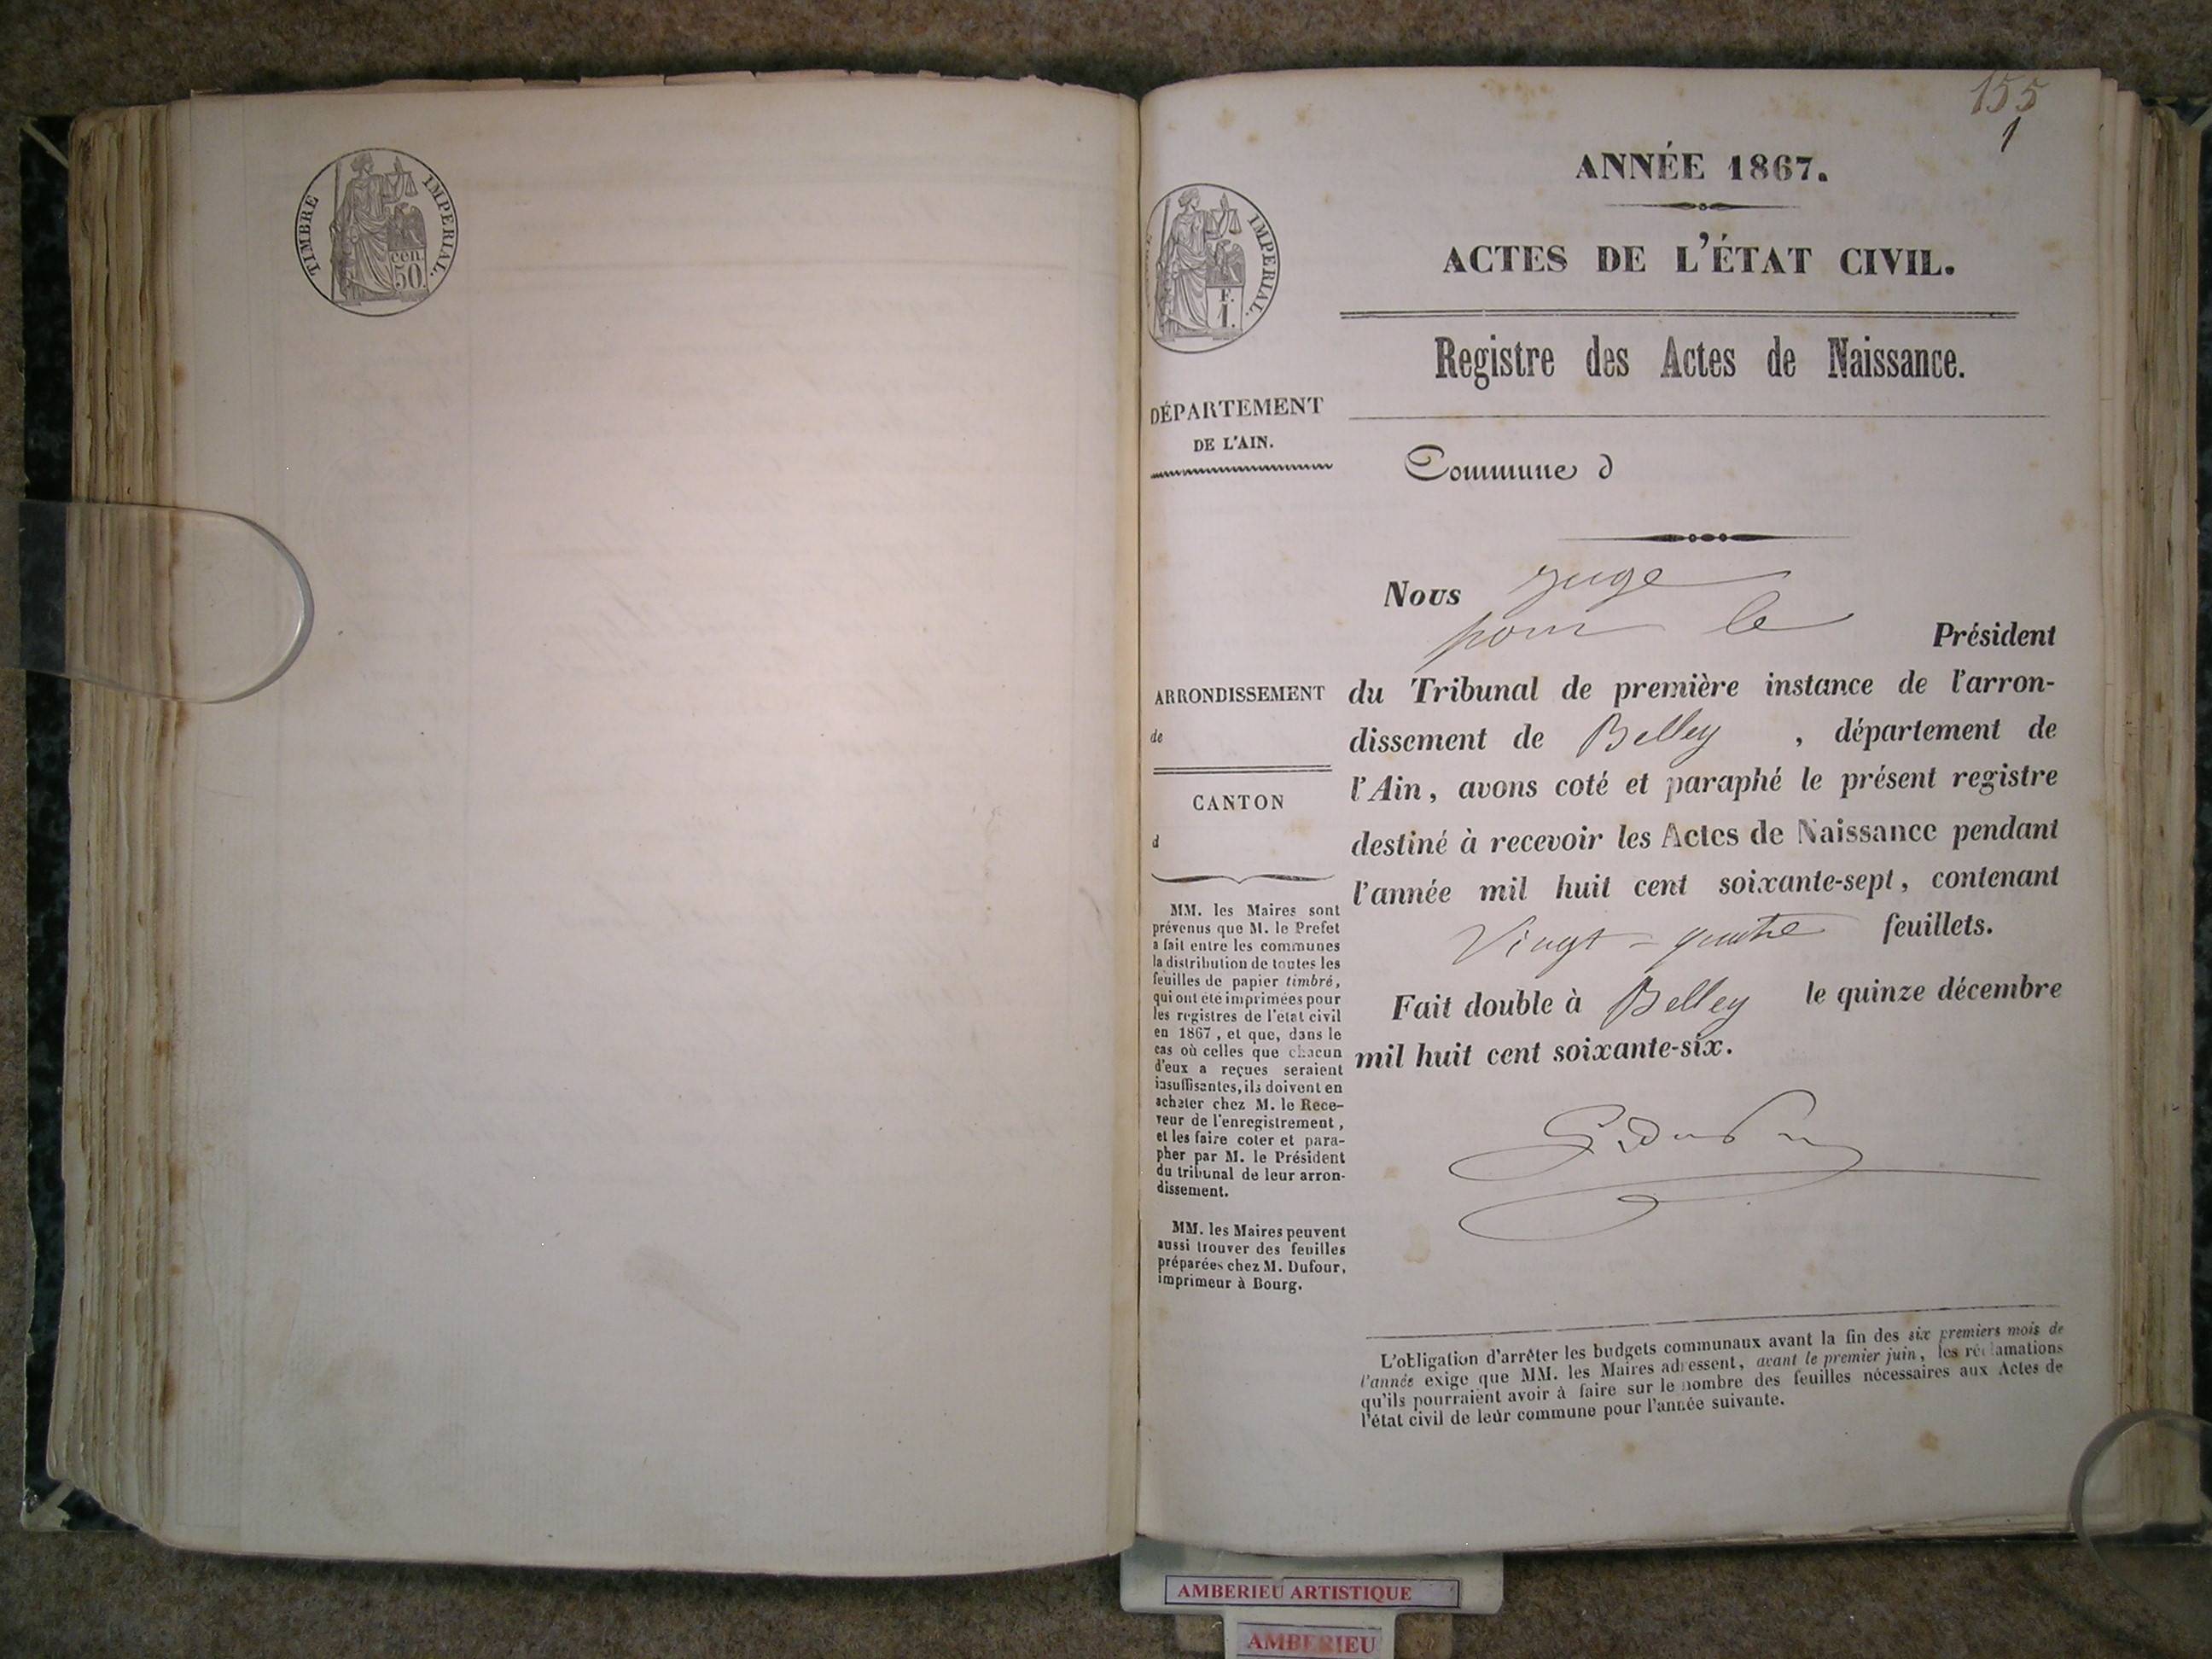 TIMBRE IMPERIAL.
cen.
50.
155
1
ANNÉE 1867.
IMPERIAL.
F.
1.
ACTES DE L'ÉTAT CIVIL.
Registre des Actes de Naissance.
DÉPARTEMENT
DE L'AIN.
Commune d
Nous juge
pour le Président
du Tribunal de première instance de l'arron-
dissement de Belley , département de
l'Ain, avons coté et paraphé le présent registre
destiné à recevoir les Actes de Naissance pendant
l'année mil huit cent soixante-sept, contenant
Vingt-quatre feuillets.
Fait double à Belley le quinze décembre
mil huit cent soixante-six.
ARRONDISSEMENT
de
CANTON
d
MM. les Maires sont
prévenus que M. le Prefet
a fait entre les communes
la distribution de toutes les
feuilles de papier timbré,
qui ont été imprimées pour
les registres de l'état civil
en 1867, et que, dans le
cas où celles que chacun
d'eux a reçues seraient
insuffisantes, ils doivent en
acheter chez M. le Rece-
veur de l'enregistrement,
et les faire coter et para-
pher par M. le Président
du tribunal de leur arron-
dissement.
MM. les Maires peuvent
aussi trouver des feuilles
préparées chez M. Dufour,
imprimeur à Bourg.
L'obligation d'arrêter les budgets communaux avant la fin des six premiers mois de
l'année exige que MM. les Maires adressent, avant le premier juin, les réclamations
qu'ils pourraient avoir à faire sur le nombre des feuilles nécessaires aux Actes de
l'état civil de leur commune pour l'année suivante.
AMBERIEU ARTISTIQUE
AMBERIEU